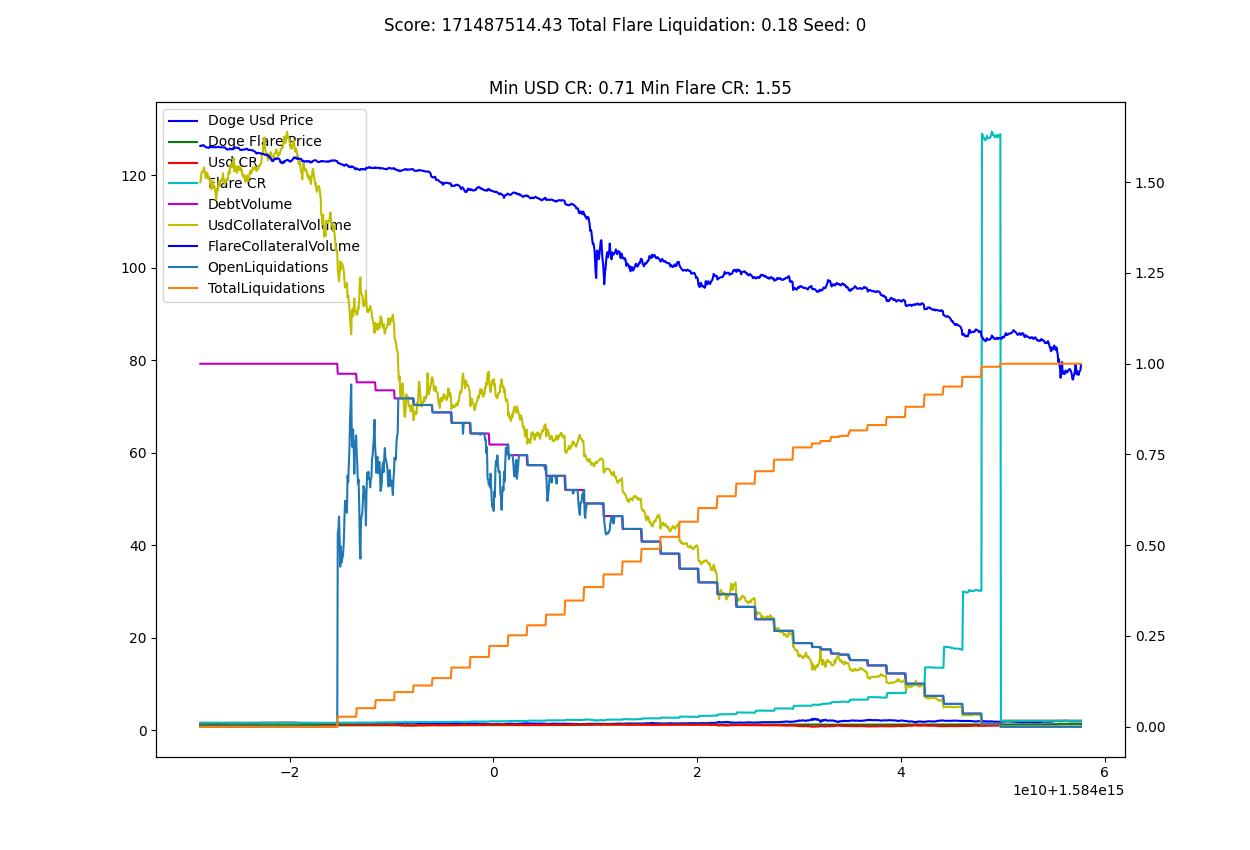 Score: 171487514.43 Total Flare Liquidation: 0.18 Seed: 0
Min USD CR: 0.71 Min Flare CR: 1.55
Doge Usd Price
Doge Flare Price
Usd CR
Flare CR
DebtVolume
UsdCollateralVolume
FlareCollateralVolume
OpenLiquidations
TotalLiquidations
120
100
80
60
40
20
0
1.50
1.25
1.00
0.75
0.50
0.25
0.00
−2
0
2
4
6
1e10+1.584e15